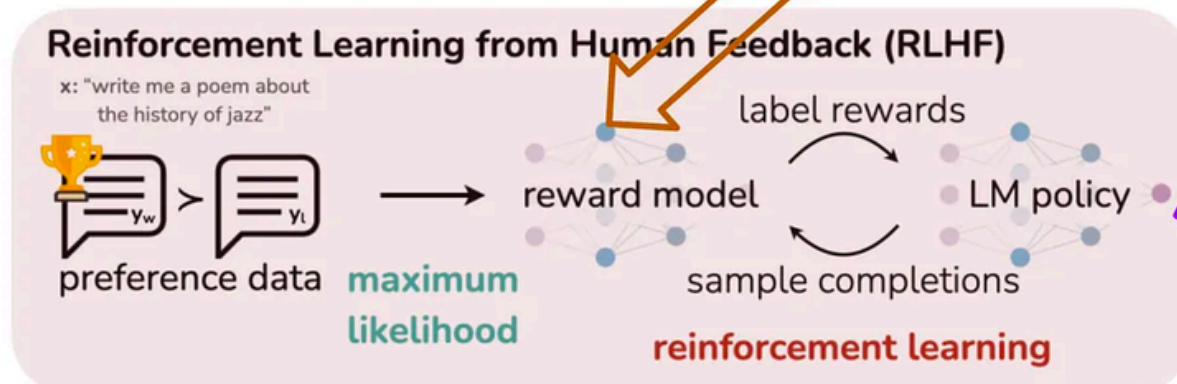 Reinforcement Learning from Human Feedback (RLHF)
x: "write me a poem about
the history of jazz"
label rewards
yw > yl
reward model
LM policy
preference data
maximum
likelihood
sample completions
reinforcement learning